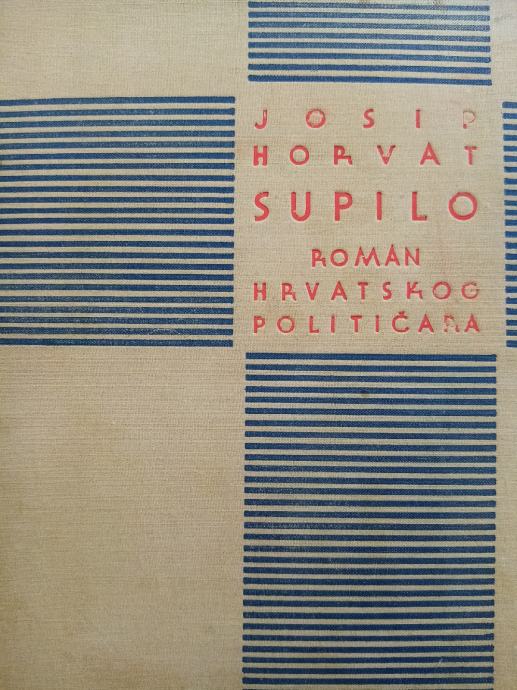 JOSIP
HORVAT
SUPILO
ROMAN
HRVATSKOG
POLITIČARA